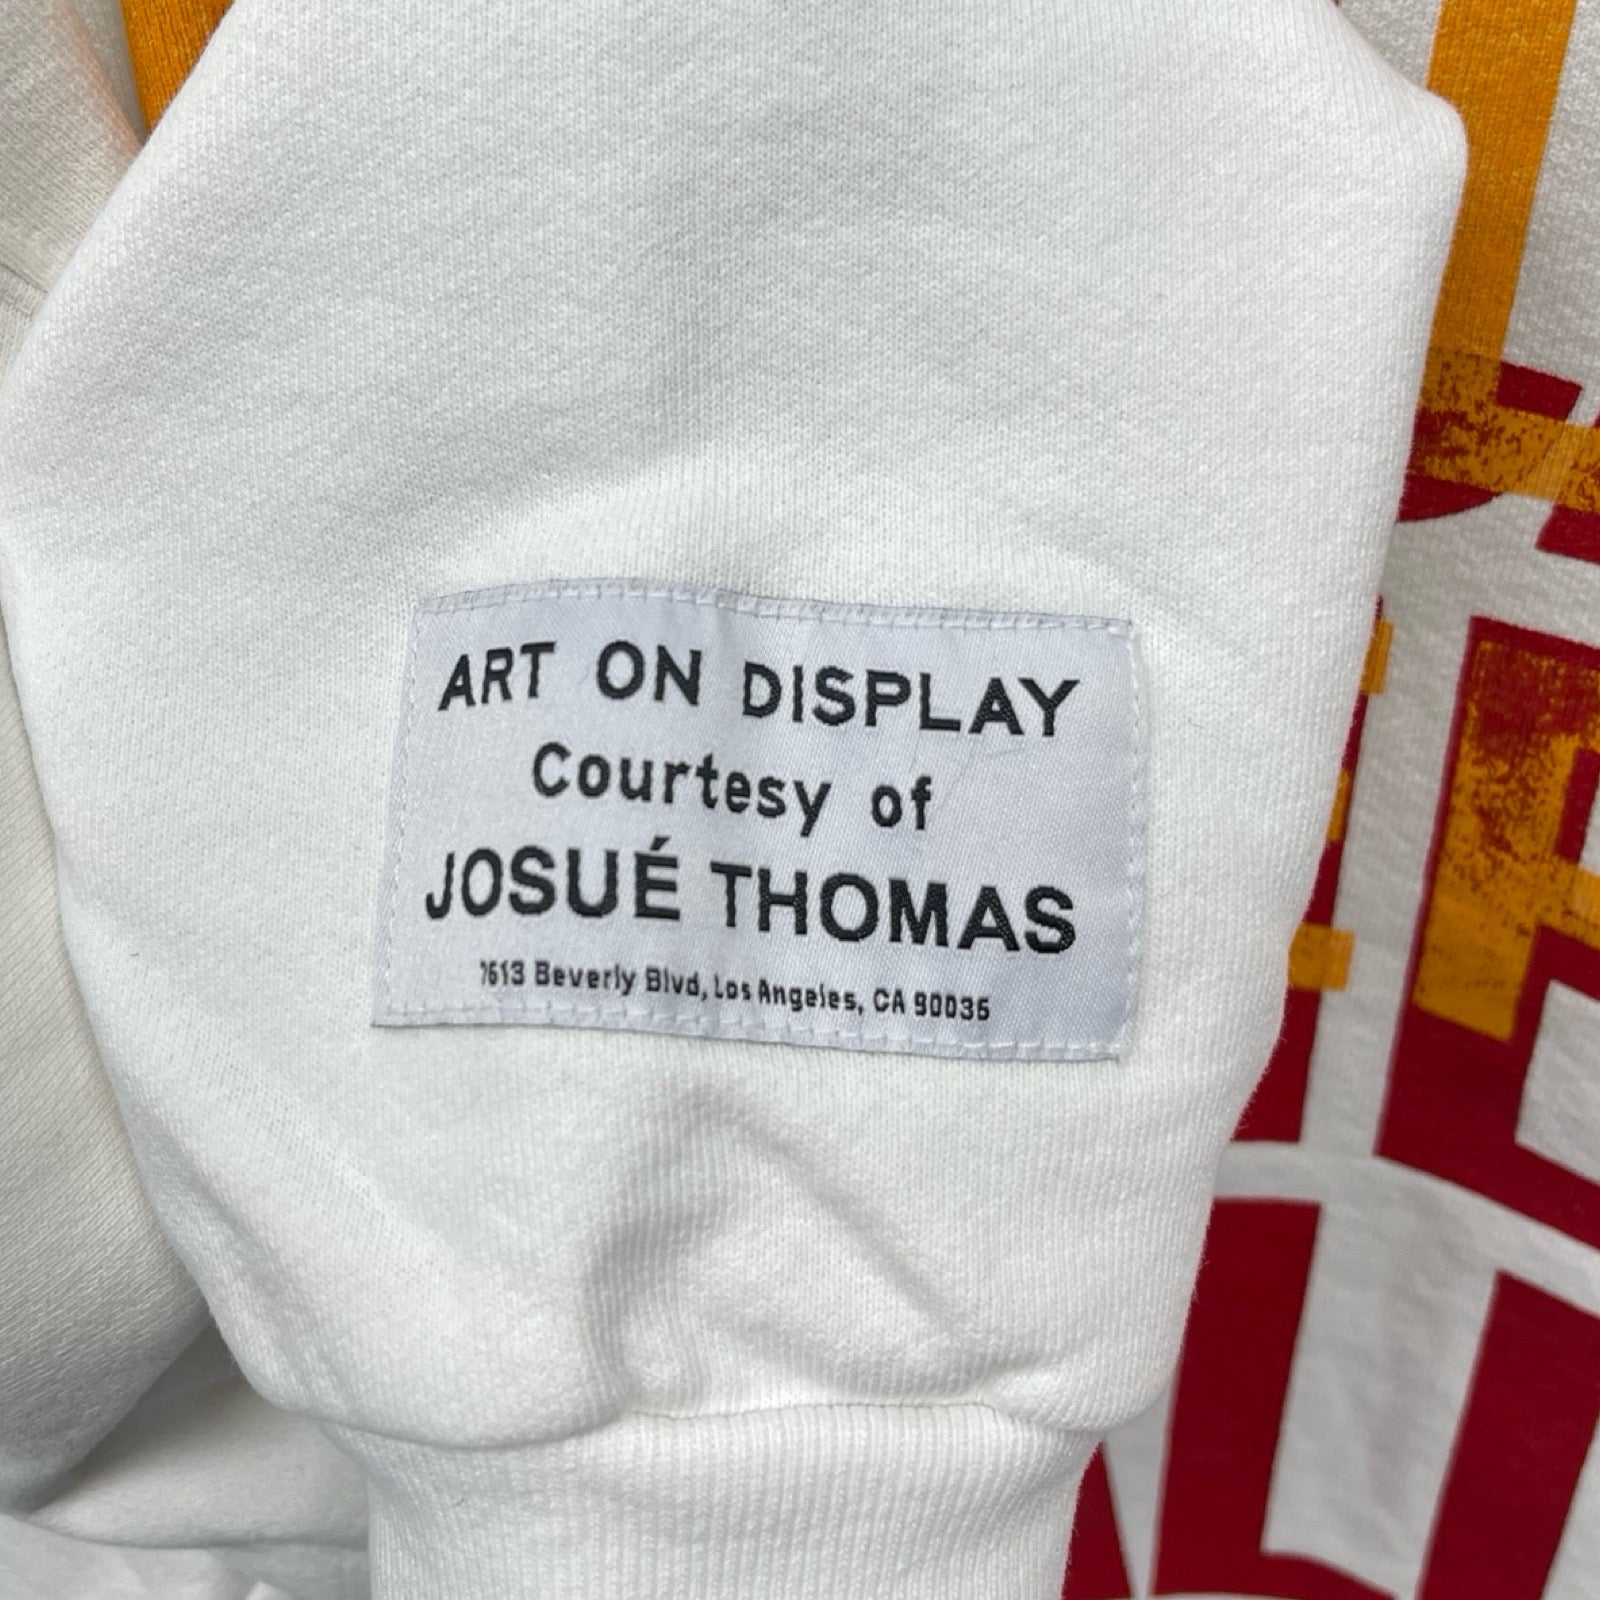 ART ON DISPLAY
Courtesy of
JOSUÉ THOMAS
7613 Beverly Blvd, Los Angeles, CA 90036